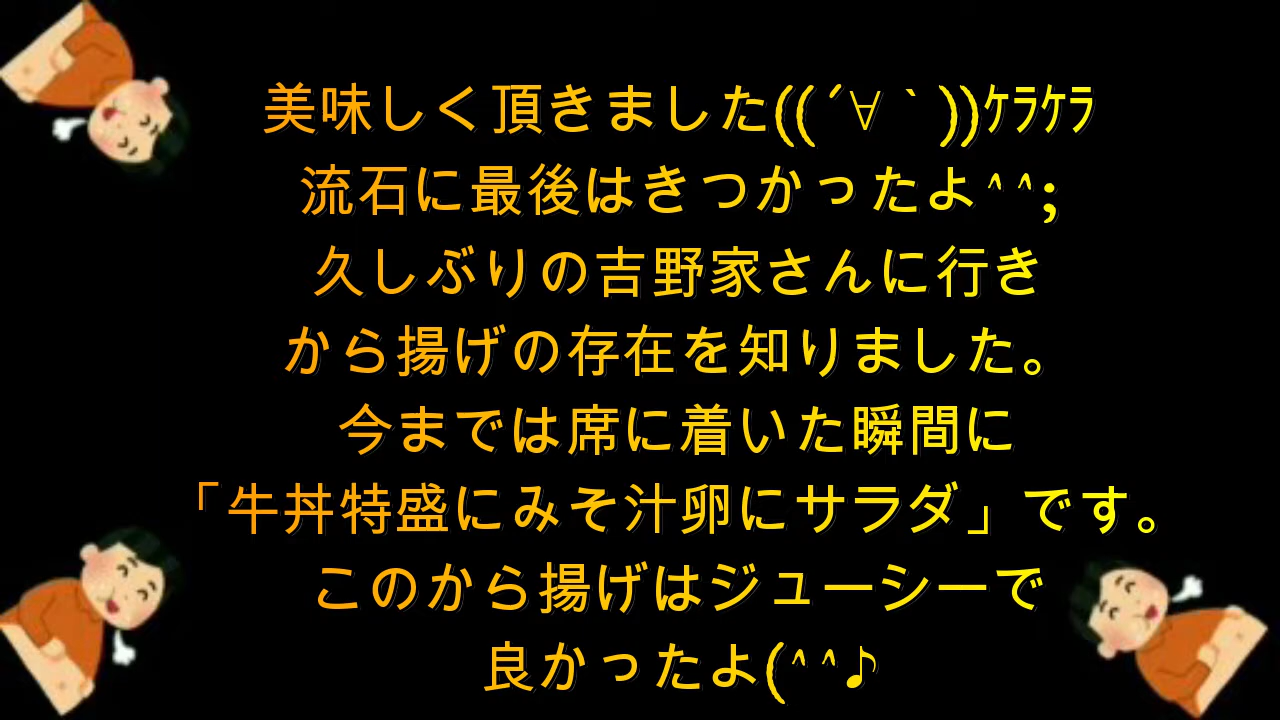 美味しく頂きました((´∀｀))ｹﾗｹﾗ
流石に最後はきつかったよ^^;
久しぶりの吉野家さんに行き
から揚げの存在を知りました。
今までは席に着いた瞬間に
「牛丼特盛にみそ汁卵にサラダ」です。
このから揚げはジューシーで
良かったよ(^^♪